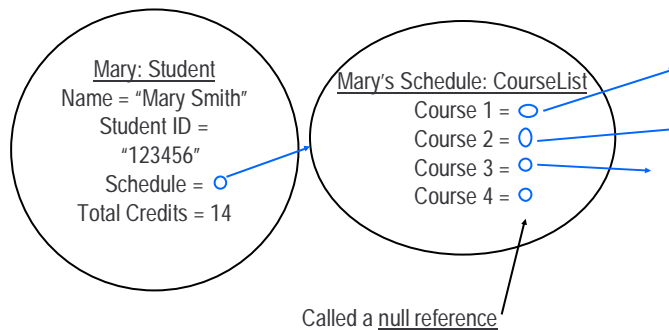 Mary: Student
Name = “Mary Smith”
Student ID =
“123456”
Schedule =
Total Credits = 14
Mary’s Schedule: CourseList
Course 1 =
Course 2 =
Course 3 =
Course 4 =
Called a null reference